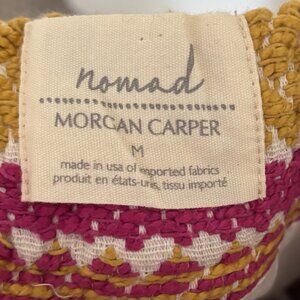 nomad
MORGAN CARPER
M
made in usa of imported fabrics
produit en états-unis, tissu importé